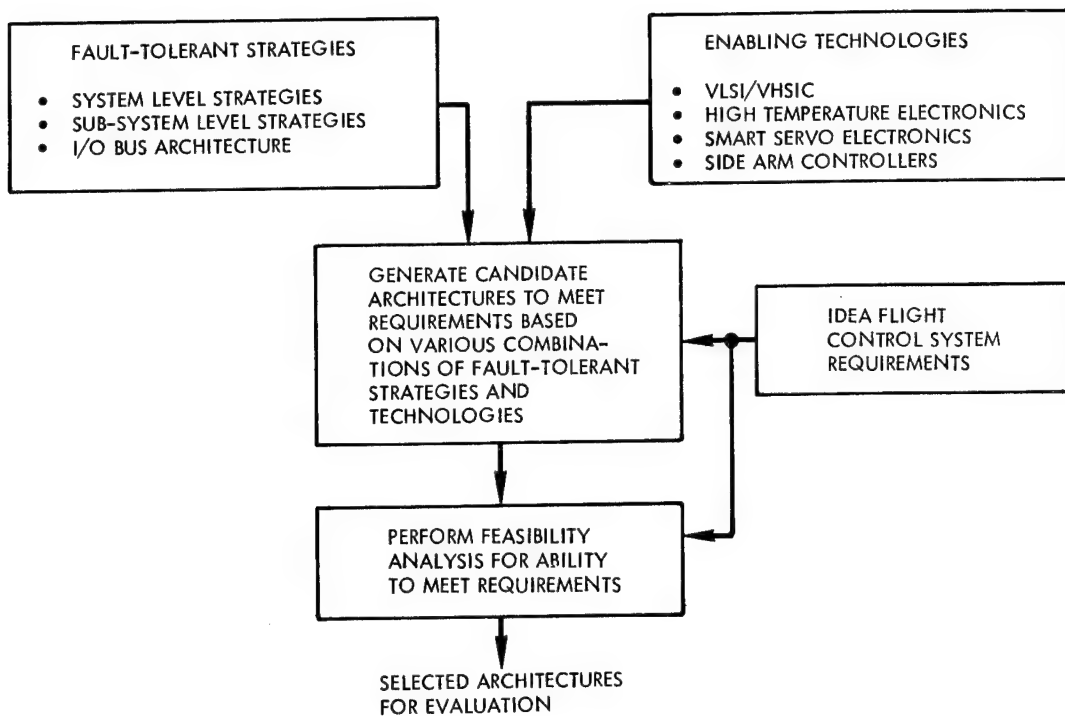 FAULT-TOLERANT STRATEGIES
• SYSTEM LEVEL STRATEGIES
• SUB-SYSTEM LEVEL STRATEGIES
• I/O BUS ARCHITECTURE
ENABLING TECHNOLOGIES
• VLSI/VHSIC
• HIGH TEMPERATURE ELECTRONICS
• SMART SERVO ELECTRONICS
• SIDE ARM CONTROLLERS
GENERATE CANDIDATE
ARCHITECTURES TO MEET
REQUIREMENTS BASED
ON VARIOUS COMBINA-
TIONS OF FAULT-TOLERANT
STRATEGIES AND
TECHNOLOGIES
IDEA FLIGHT
CONTROL SYSTEM
REQUIREMENTS
PERFORM FEASIBILITY
ANALYSIS FOR ABILITY
TO MEET REQUIREMENTS
SELECTED ARCHITECTURES
FOR EVALUATION